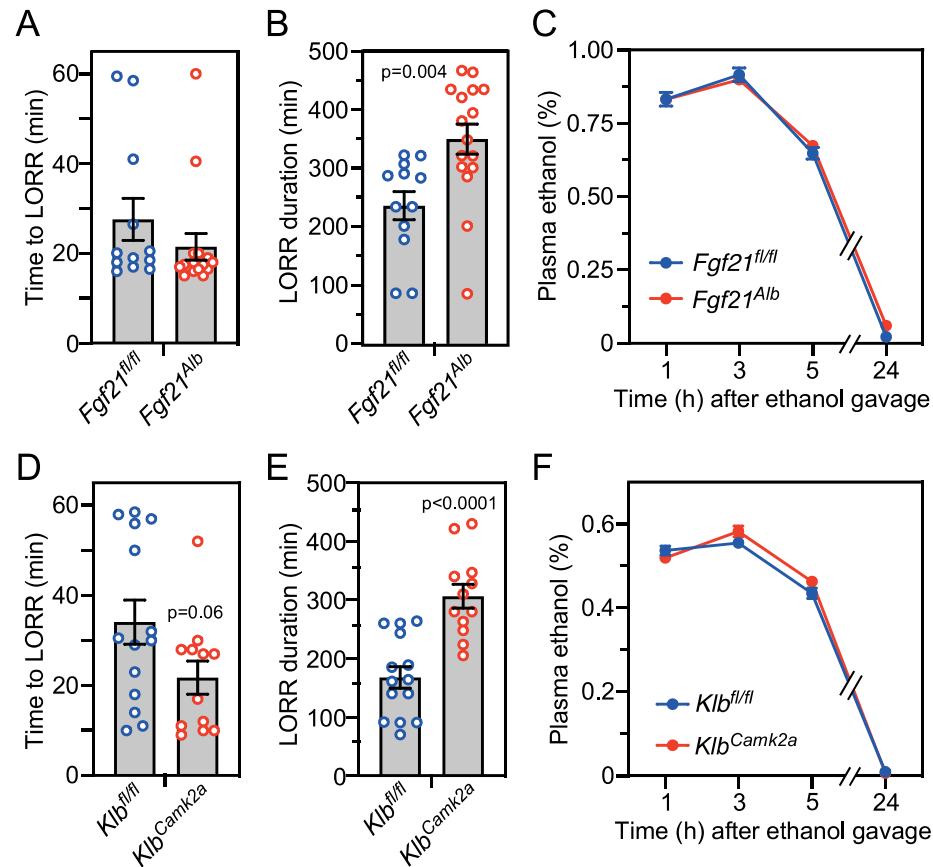 A
Time to LORR (min)
60
40
20
0
Fgf21fl/fl
Fgf21Alb
B
LORR duration (min)
500
400
300
200
100
0
p=0.004
Fgf21fl/fl
Fgf21Alb
C
Plasma ethanol (%)
1.00
0.75
0.50
0.25
0
Fgf21fl/fl
Fgf21Alb
1 3 5 24
Time (h) after ethanol gavage
D
Time to LORR (min)
60
40
20
0
p=0.06
Klbfl/fl
KlbCamk2a
E
LORR duration (min)
500
400
300
200
100
0
p<0.0001
Klbfl/fl
KlbCamk2a
F
Plasma ethanol (%)
0.6
0.4
0.2
0
Klbfl/fl
KlbCamk2a
1 3 5 24
Time (h) after ethanol gavage